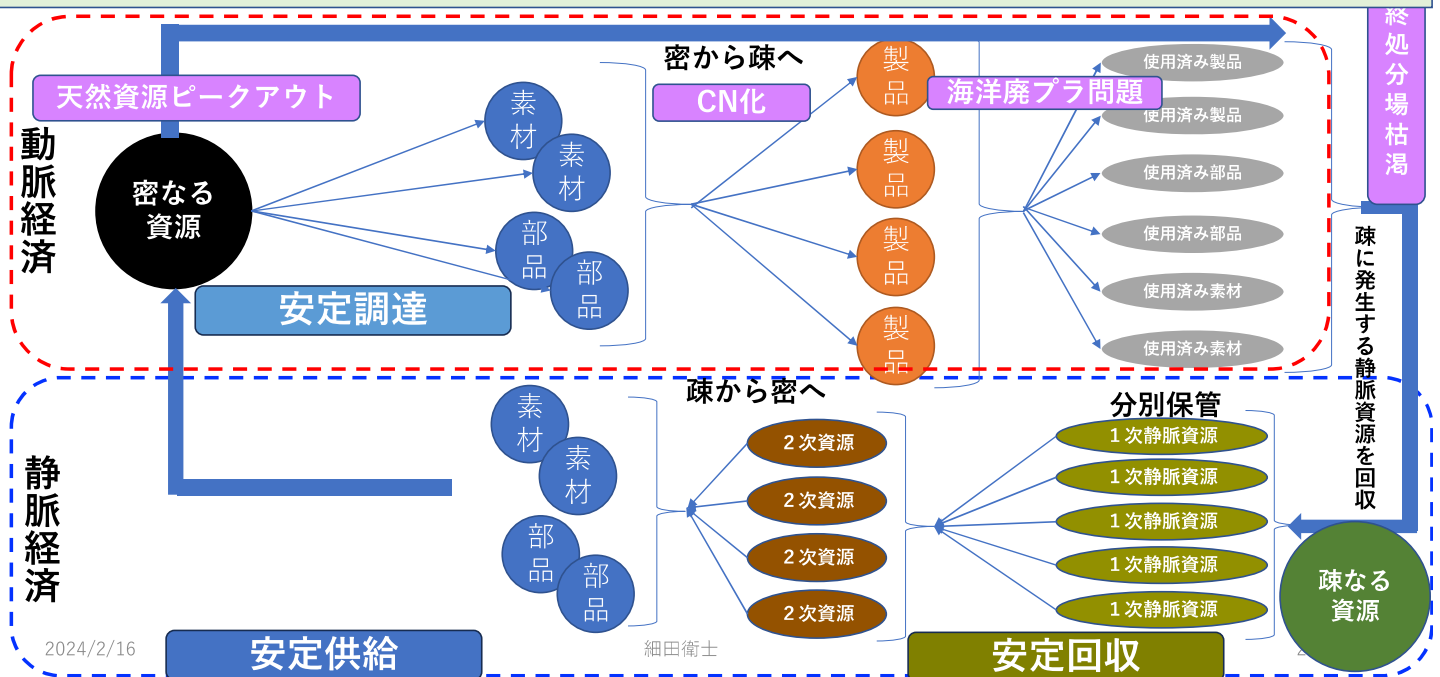 終処分場枯渇
密から疎へ
天然資源ピークアウト
CN化
海洋廃プラ問題
動脈経済
密なる
資源
素材
素材
部品
部品
安定調達
製品
製品
製品
製品
使用済み製品
使用済み製品
使用済み部品
使用済み部品
使用済み素材
使用済み素材
疎に発生する静脈資源を回収
静脈経済
疎から密へ
分別保管
素材
素材
部品
部品
2次資源
2次資源
2次資源
2次資源
1次静脈資源
1次静脈資源
1次静脈資源
1次静脈資源
1次静脈資源
疎なる
資源
安定供給
安定回収
2024/2/16
細田衛士